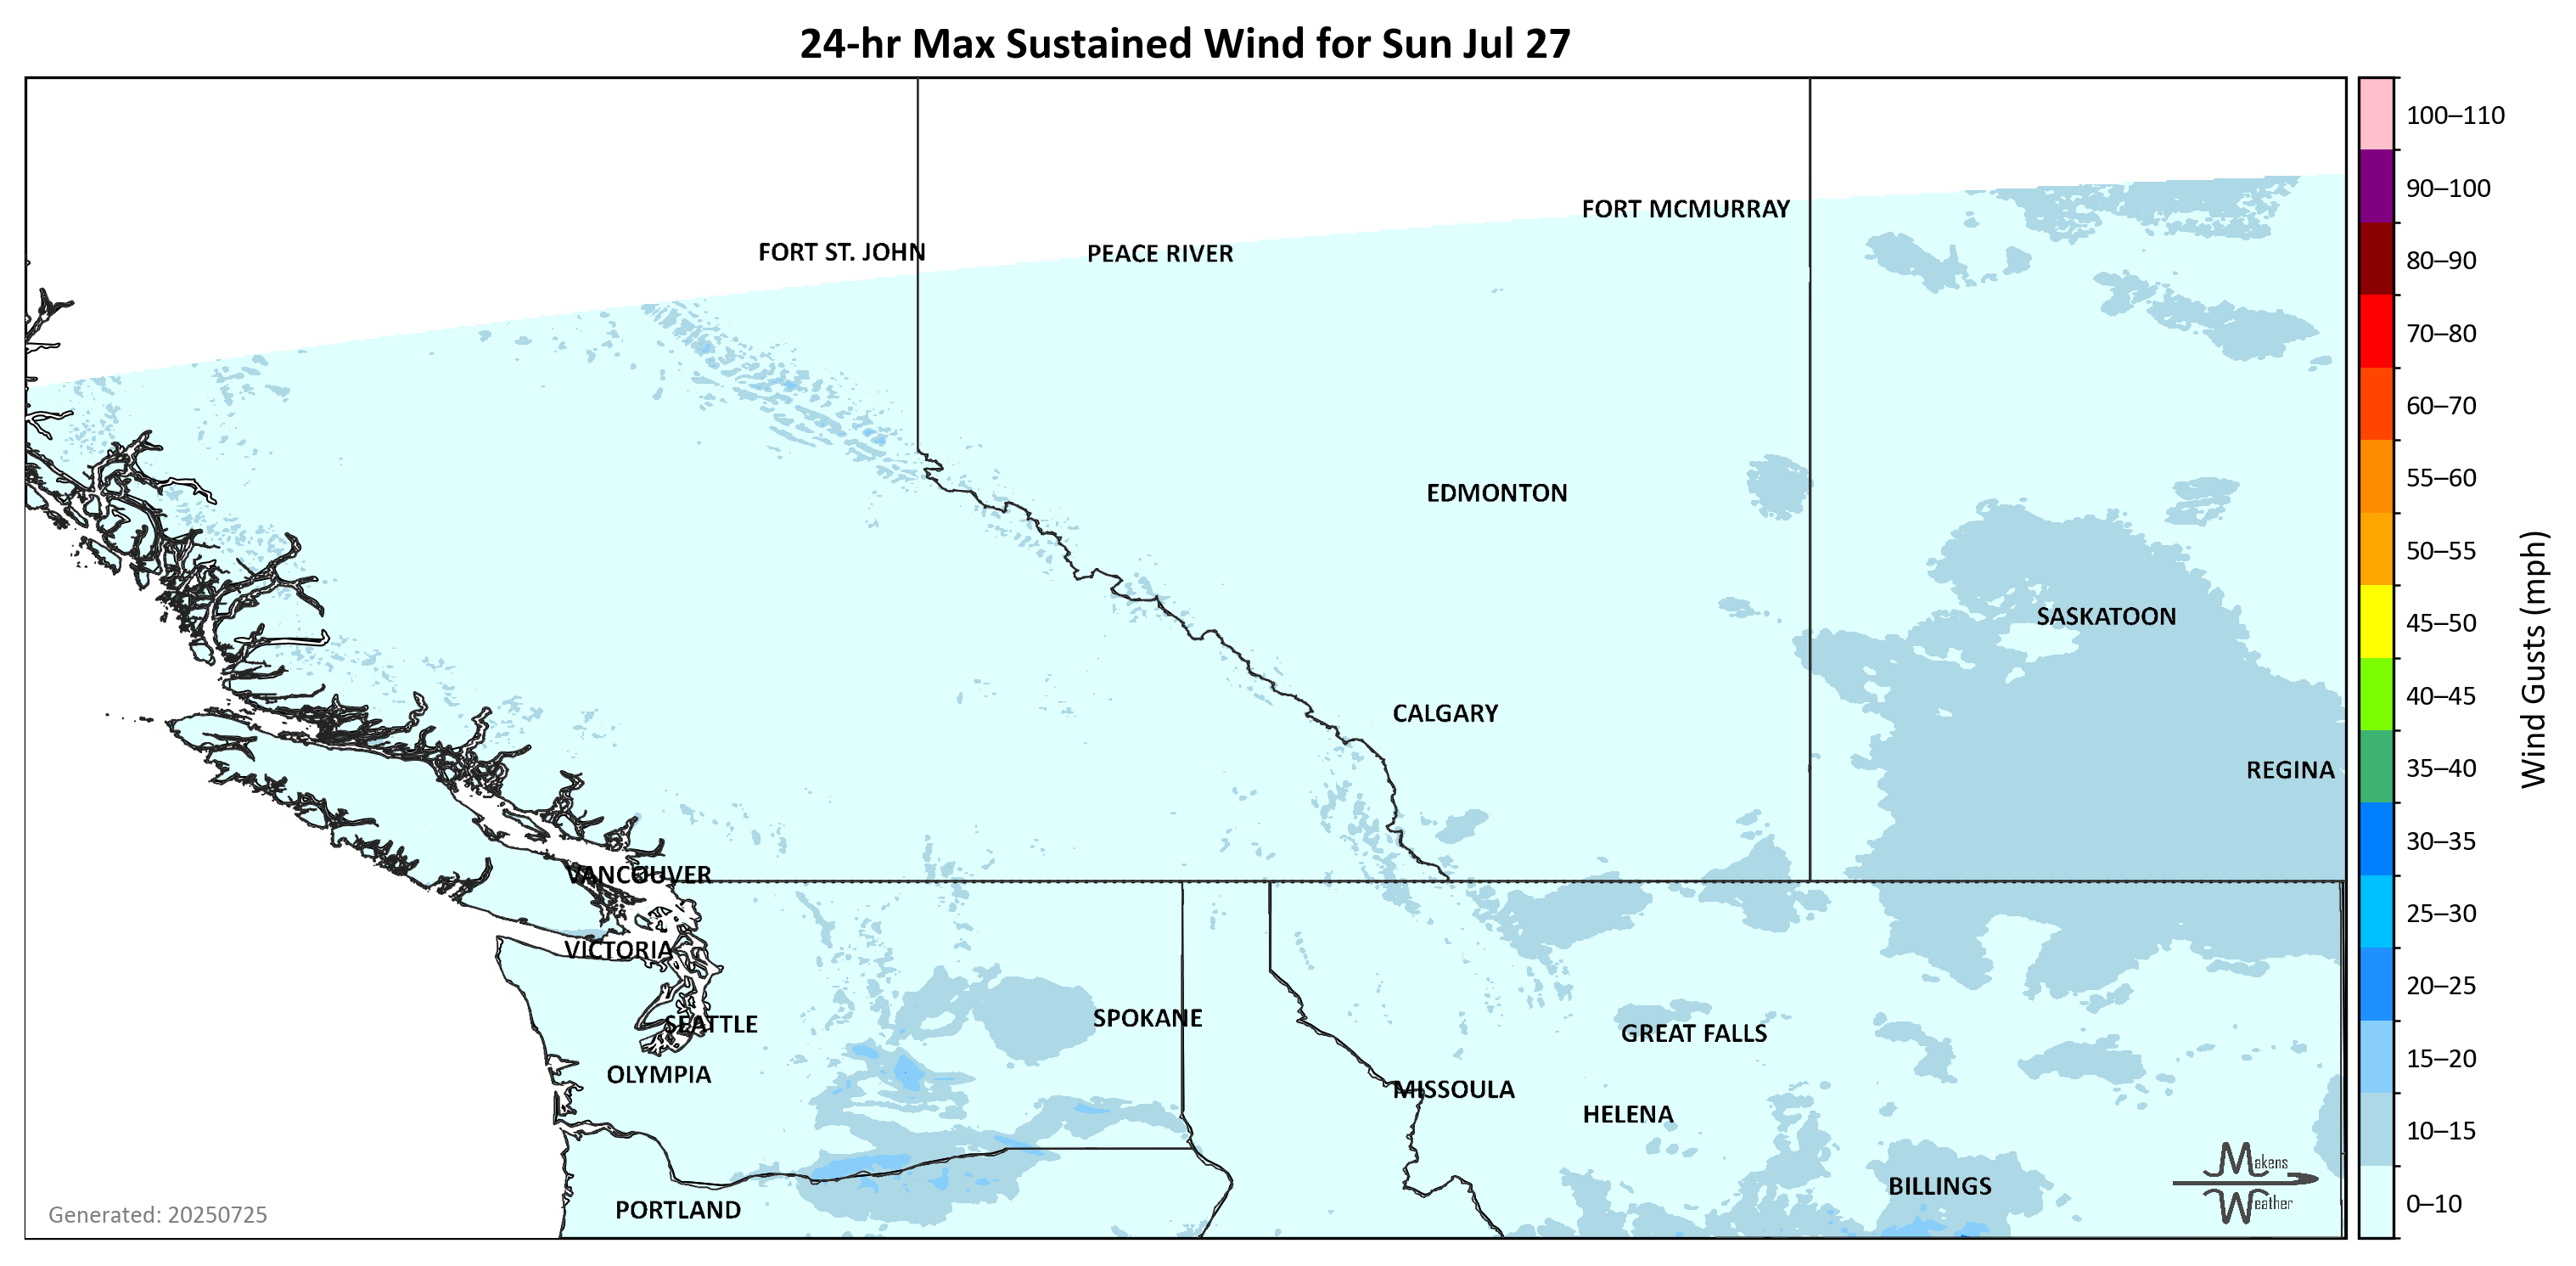 24-hr Max Sustained Wind for Sun Jul 27
100–110
90–100
80–90
70–80
60–70
55–60
50–55
45–50
40–45
35–40
30–35
25–30
20–25
15–20
10–15
0–10
Wind Gusts (mph)
FORT MCMURRAY
FORT ST. JOHN
PEACE RIVER
EDMONTON
SASKATOON
CALGARY
REGINA
VANCOUVER
VICTORIA
SEATTLE
SPOKANE
GREAT FALLS
OLYMPIA
MISSOULA
HELENA
BILLINGS
PORTLAND
Makens
Weather
Generated: 20250725